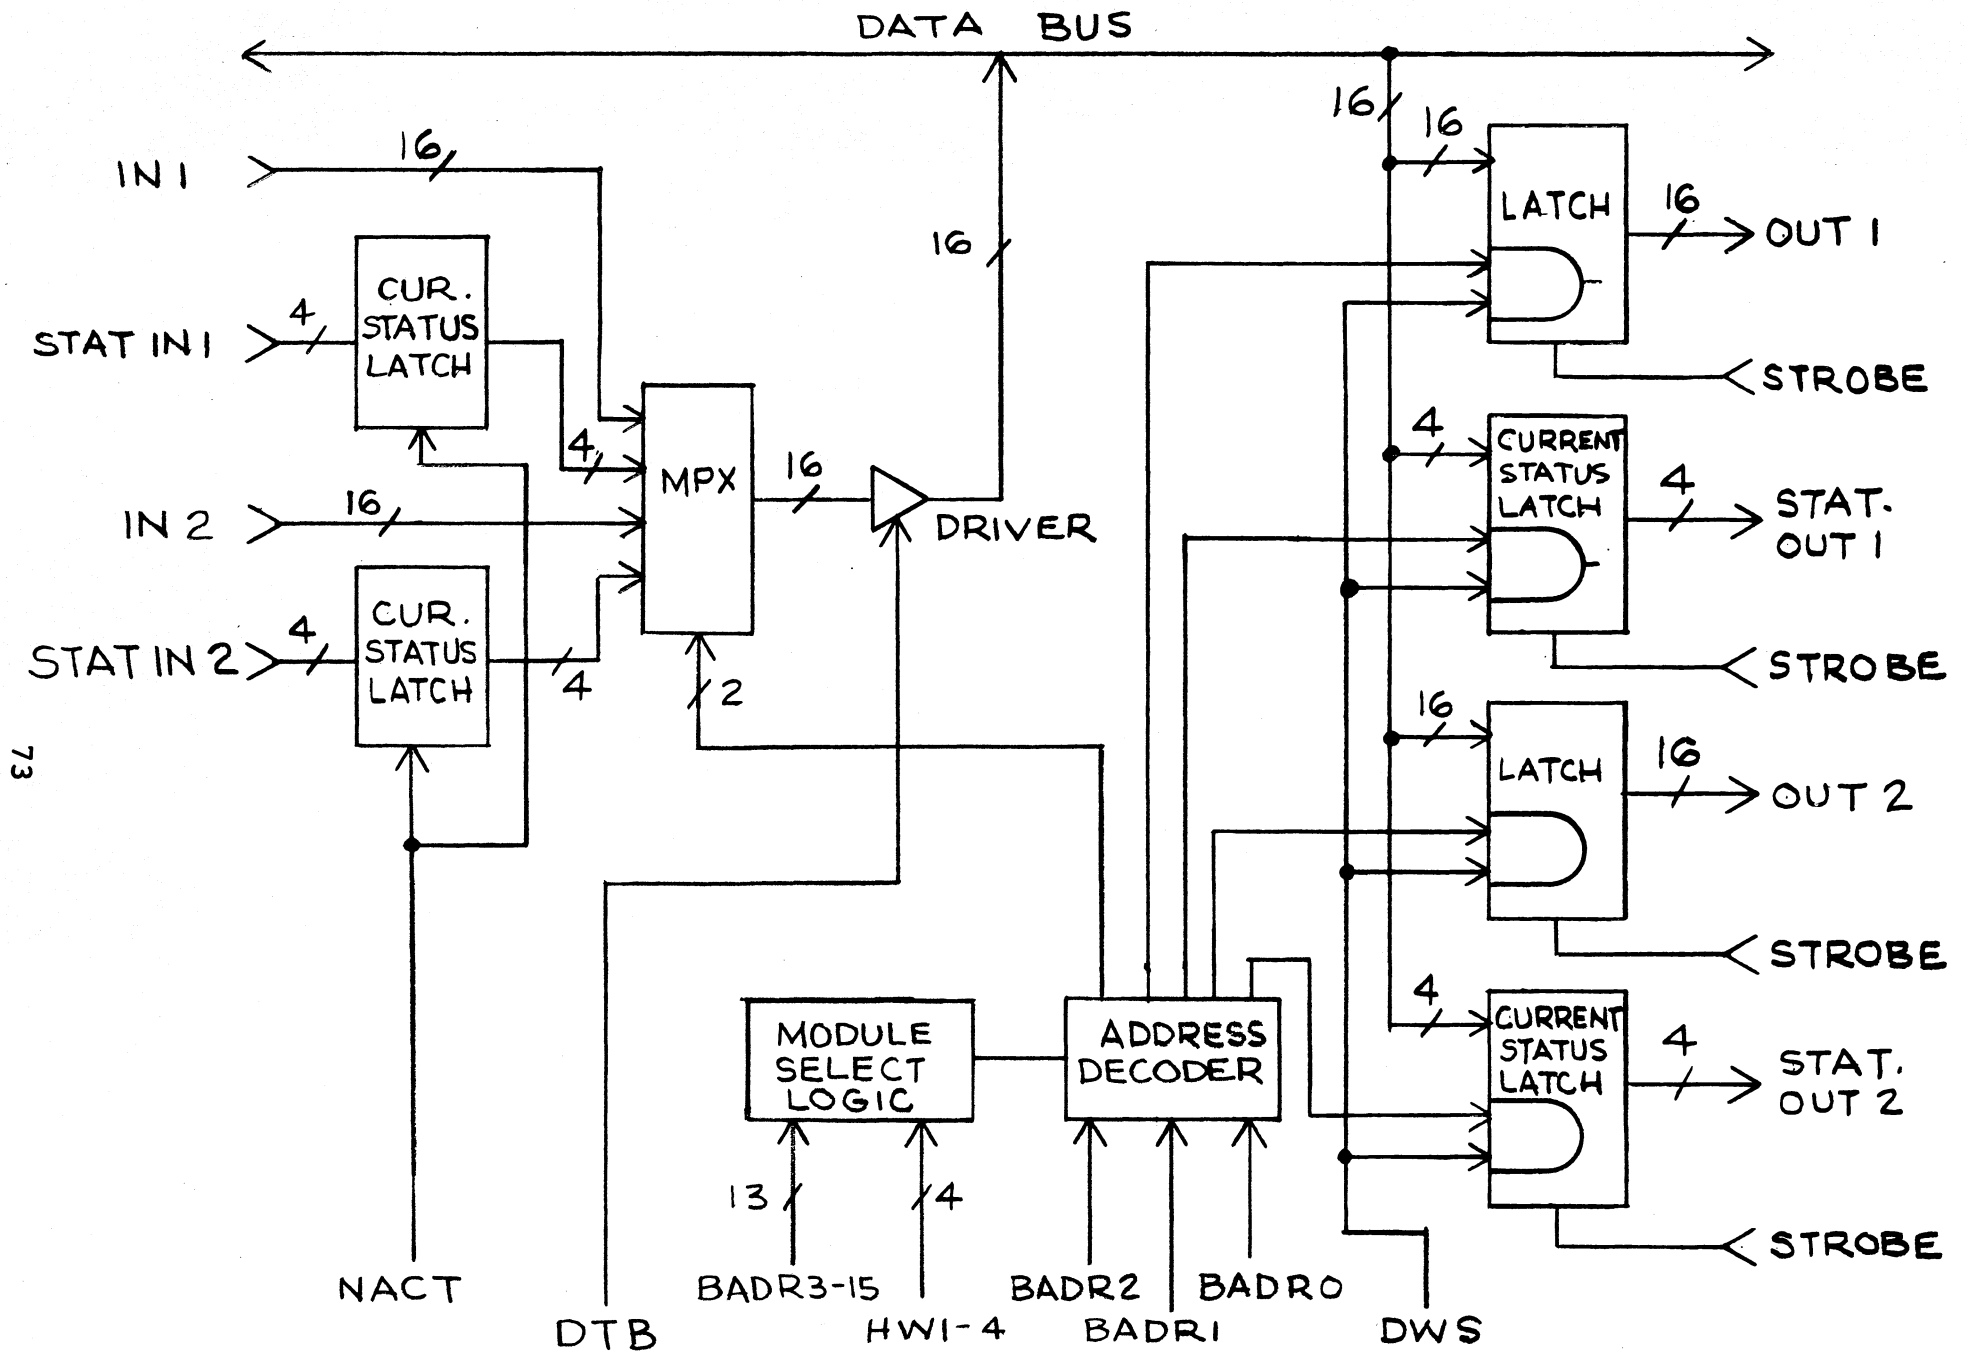 DATA BUS
16
IN 1
16
16
16
LATCH
16
OUT 1
STROBE
CUR.
STATUS
LATCH
4
STAT IN 1
4
16
MPX
16
DRIVER
16
IN 2
4
CURRENT
STATUS
LATCH
4
STAT.
OUT 1
STROBE
CUR.
STATUS
LATCH
4
STAT IN 2
4
2
16
LATCH
16
OUT 2
STROBE
73
MODULE
SELECT
LOGIC
ADDRESS
DECODER
4
CURRENT
STATUS
LATCH
4
STAT.
OUT 2
STROBE
13
4
NACT
DTB
BADR3-15
HW1-4
BADR2
BADR1
BADR0
DWS